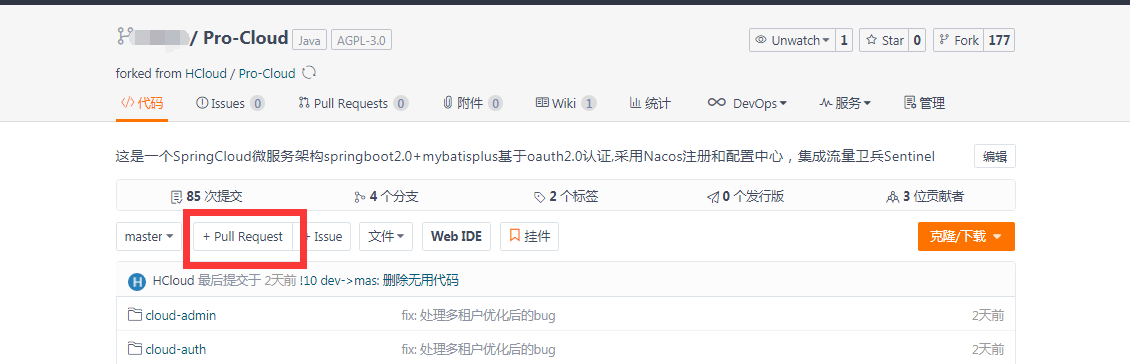 / Pro-Cloud Java AGPL-3.0 Unwatch 1 Star 0 Fork 177
forked from HCloud / Pro-Cloud
代码 Issues 0 Pull Requests 0 附件 0 Wiki 1 统计 DevOps 服务 管理
这是一个SpringCloud微服务架构springboot2.0+mybatisplus基于oauth2.0认证,采用Nacos注册和配置中心，集成流量卫兵Sentinel 编辑
85 次提交 4 个分支 2 个标签 0 个发行版 3 位贡献者
master + Pull Request + Issue 文件 Web IDE 挂件 克隆/下载
HCloud 最后提交于 2天前 !10 dev->mas: 删除无用代码
cloud-admin fix: 处理多租户优化后的bug 2天前
cloud-auth fix: 处理多租户优化后的bug 2天前